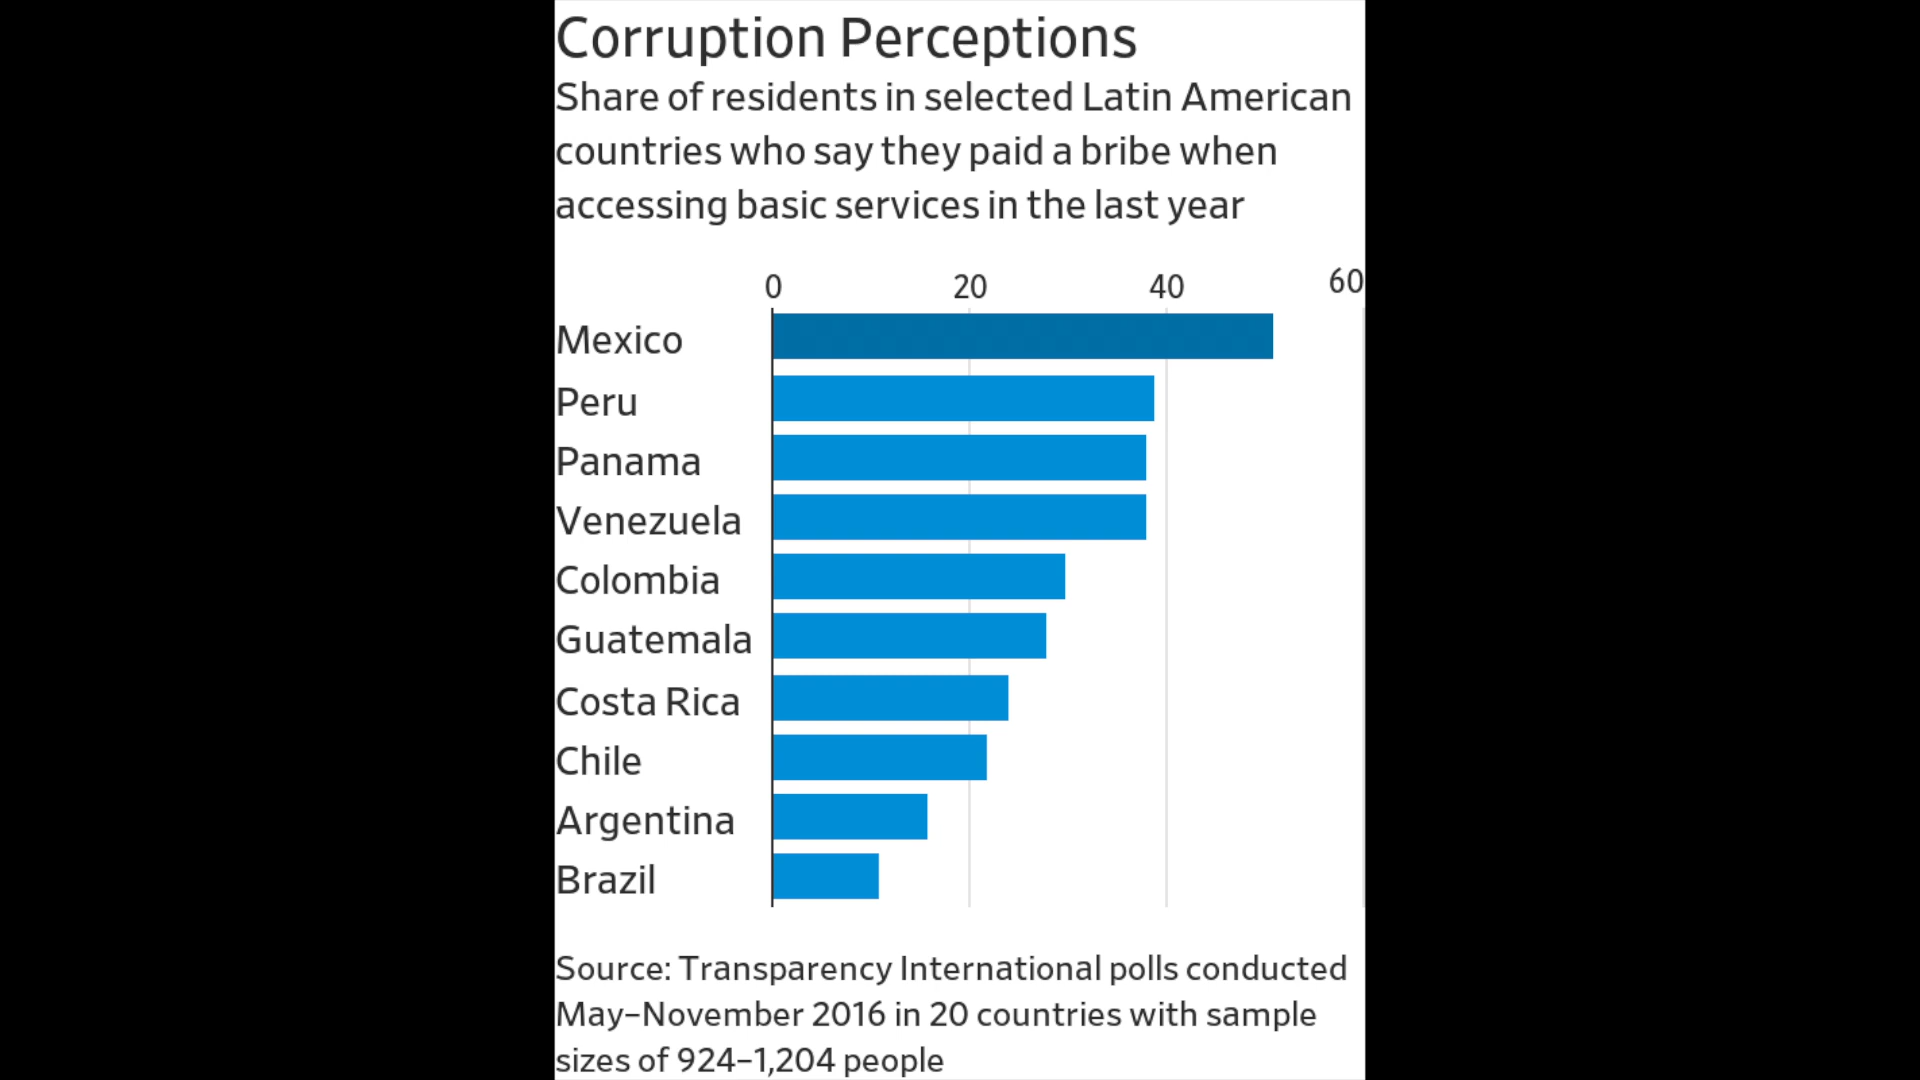 Corruption Perceptions
Share of residents in selected Latin American
countries who say they paid a bribe when
accessing basic services in the last year
0 20 40 60
Mexico
Peru
Panama
Venezuela
Colombia
Guatemala
Costa Rica
Chile
Argentina
Brazil
Source: Transparency International polls conducted
May–November 2016 in 20 countries with sample
sizes of 924–1,204 people